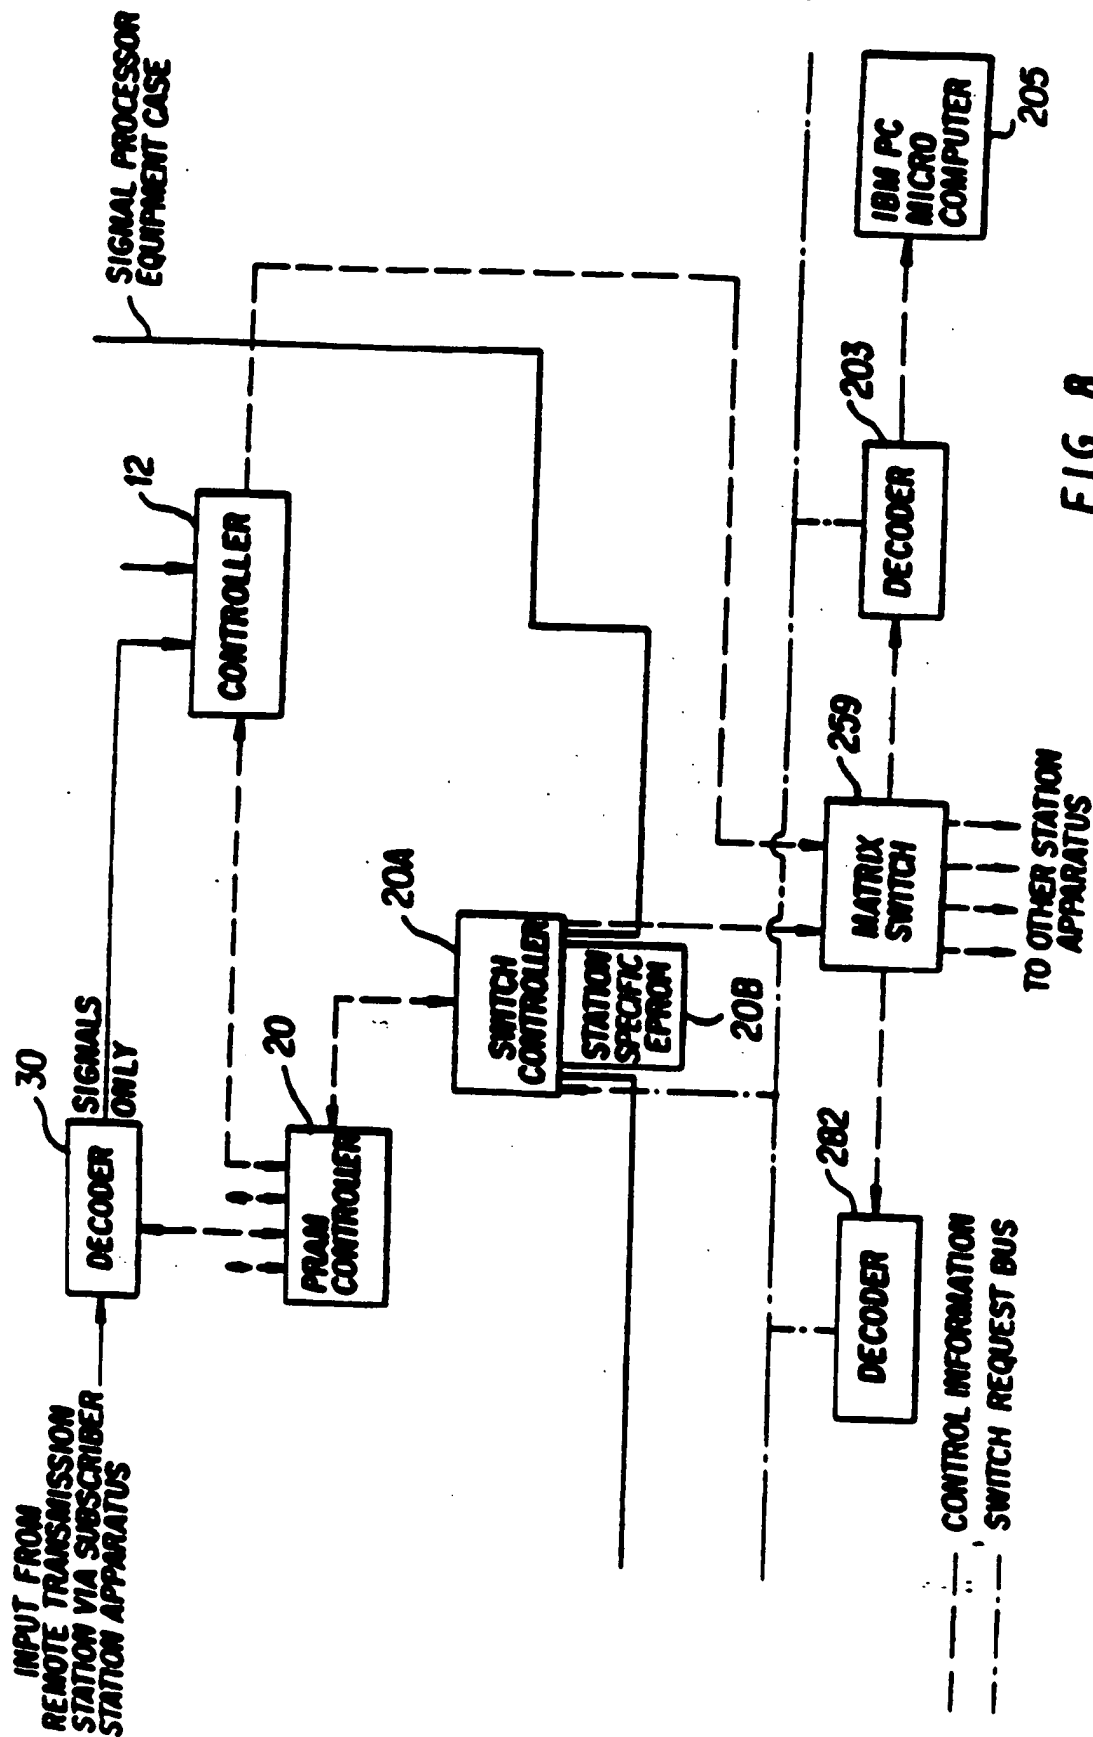 INPUT FROM
REMOTE TRANSMISSION
STATION VIA SUBSCRIBER
STATION APPARATUS
30
DECODER
SIGNALS
ONLY
12
CONTROLLER
SIGNAL PROCESSOR
EQUIPMENT CASE
20
PRAM
CONTROLLER
20A
SWITCH
CONTROLLER
STATION
SPECIFIC
EPROM
20B
282
DECODER
259
MATRIX
SWITCH
203
DECODER
IBM PC
MICRO
COMPUTER
205
TO OTHER STATION
APPARATUS
CONTROL INFORMATION
SWITCH REQUEST BUS
FIG. 8